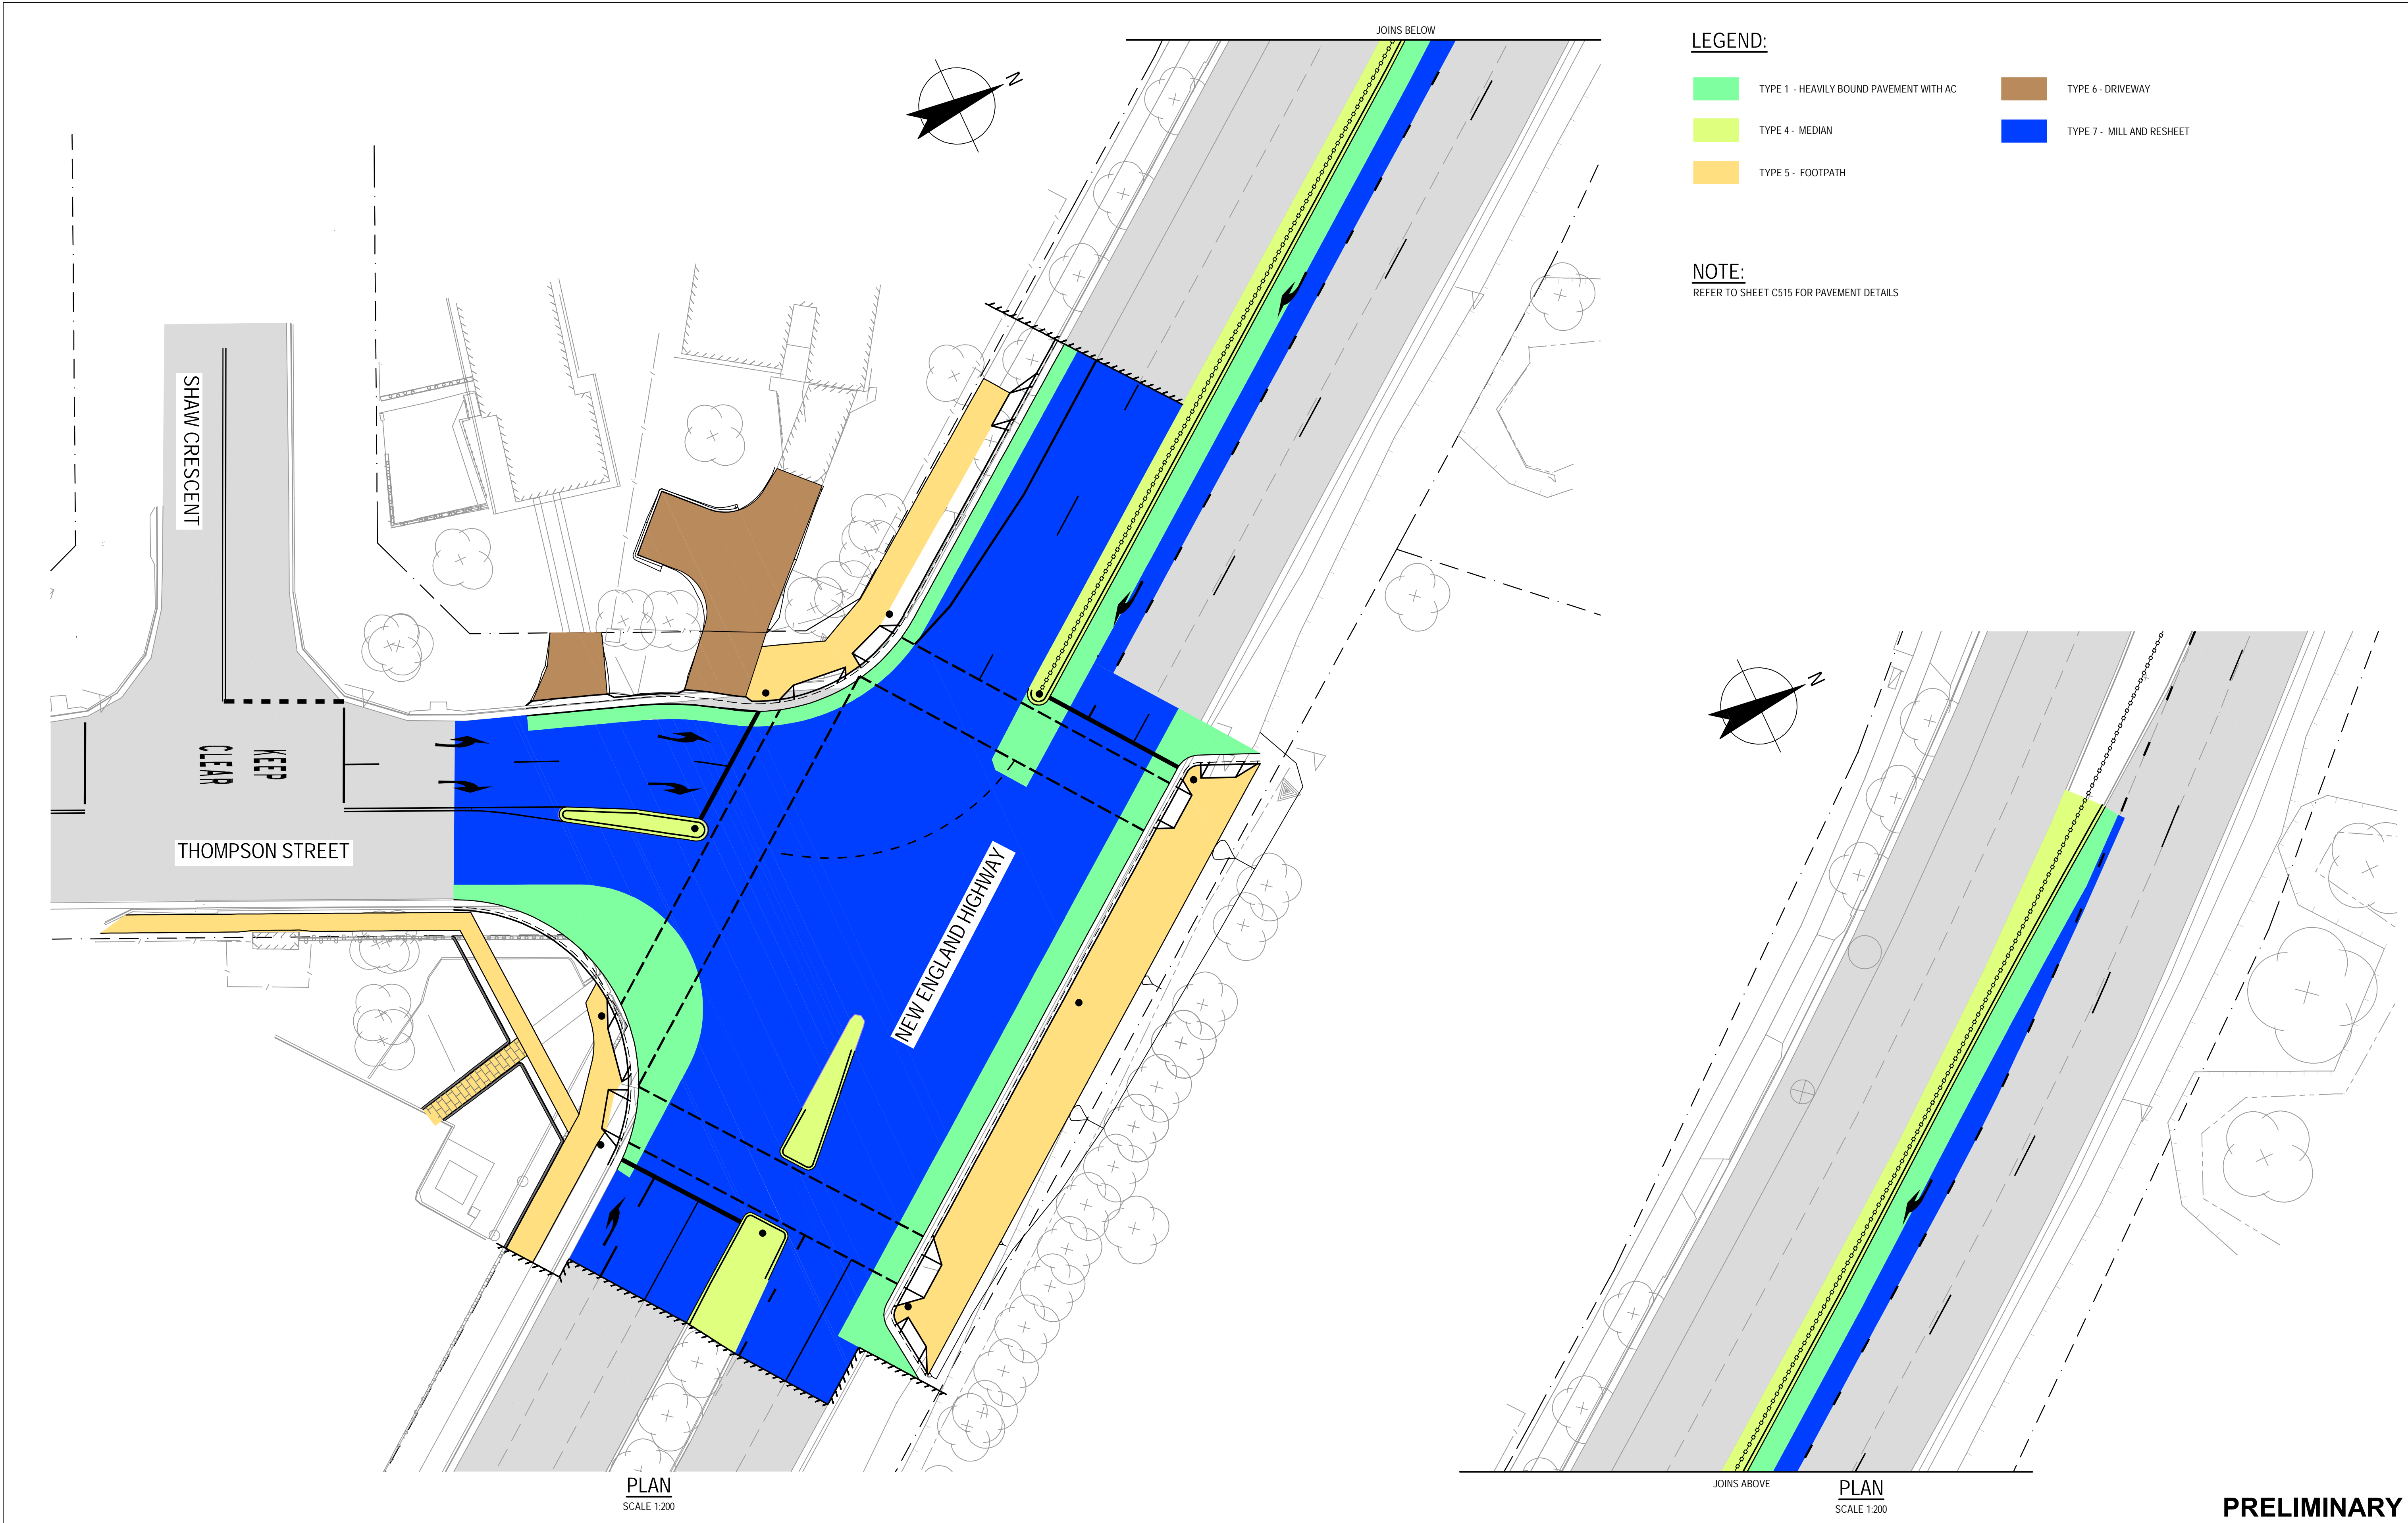 JOINS BELOW
N
LEGEND:
TYPE 1 - HEAVILY BOUND PAVEMENT WITH AC
TYPE 4 - MEDIAN
TYPE 5 - FOOTPATH
TYPE 6 - DRIVEWAY
TYPE 7 - MILL AND RESHEET
NOTE:
REFER TO SHEET C515 FOR PAVEMENT DETAILS
SHAW CRESCENT
KEEP
CLEAR
THOMPSON STREET
NEW ENGLAND HIGHWAY
PLAN
SCALE 1:200
N
JOINS ABOVE
PLAN
SCALE 1:200
PRELIMINARY